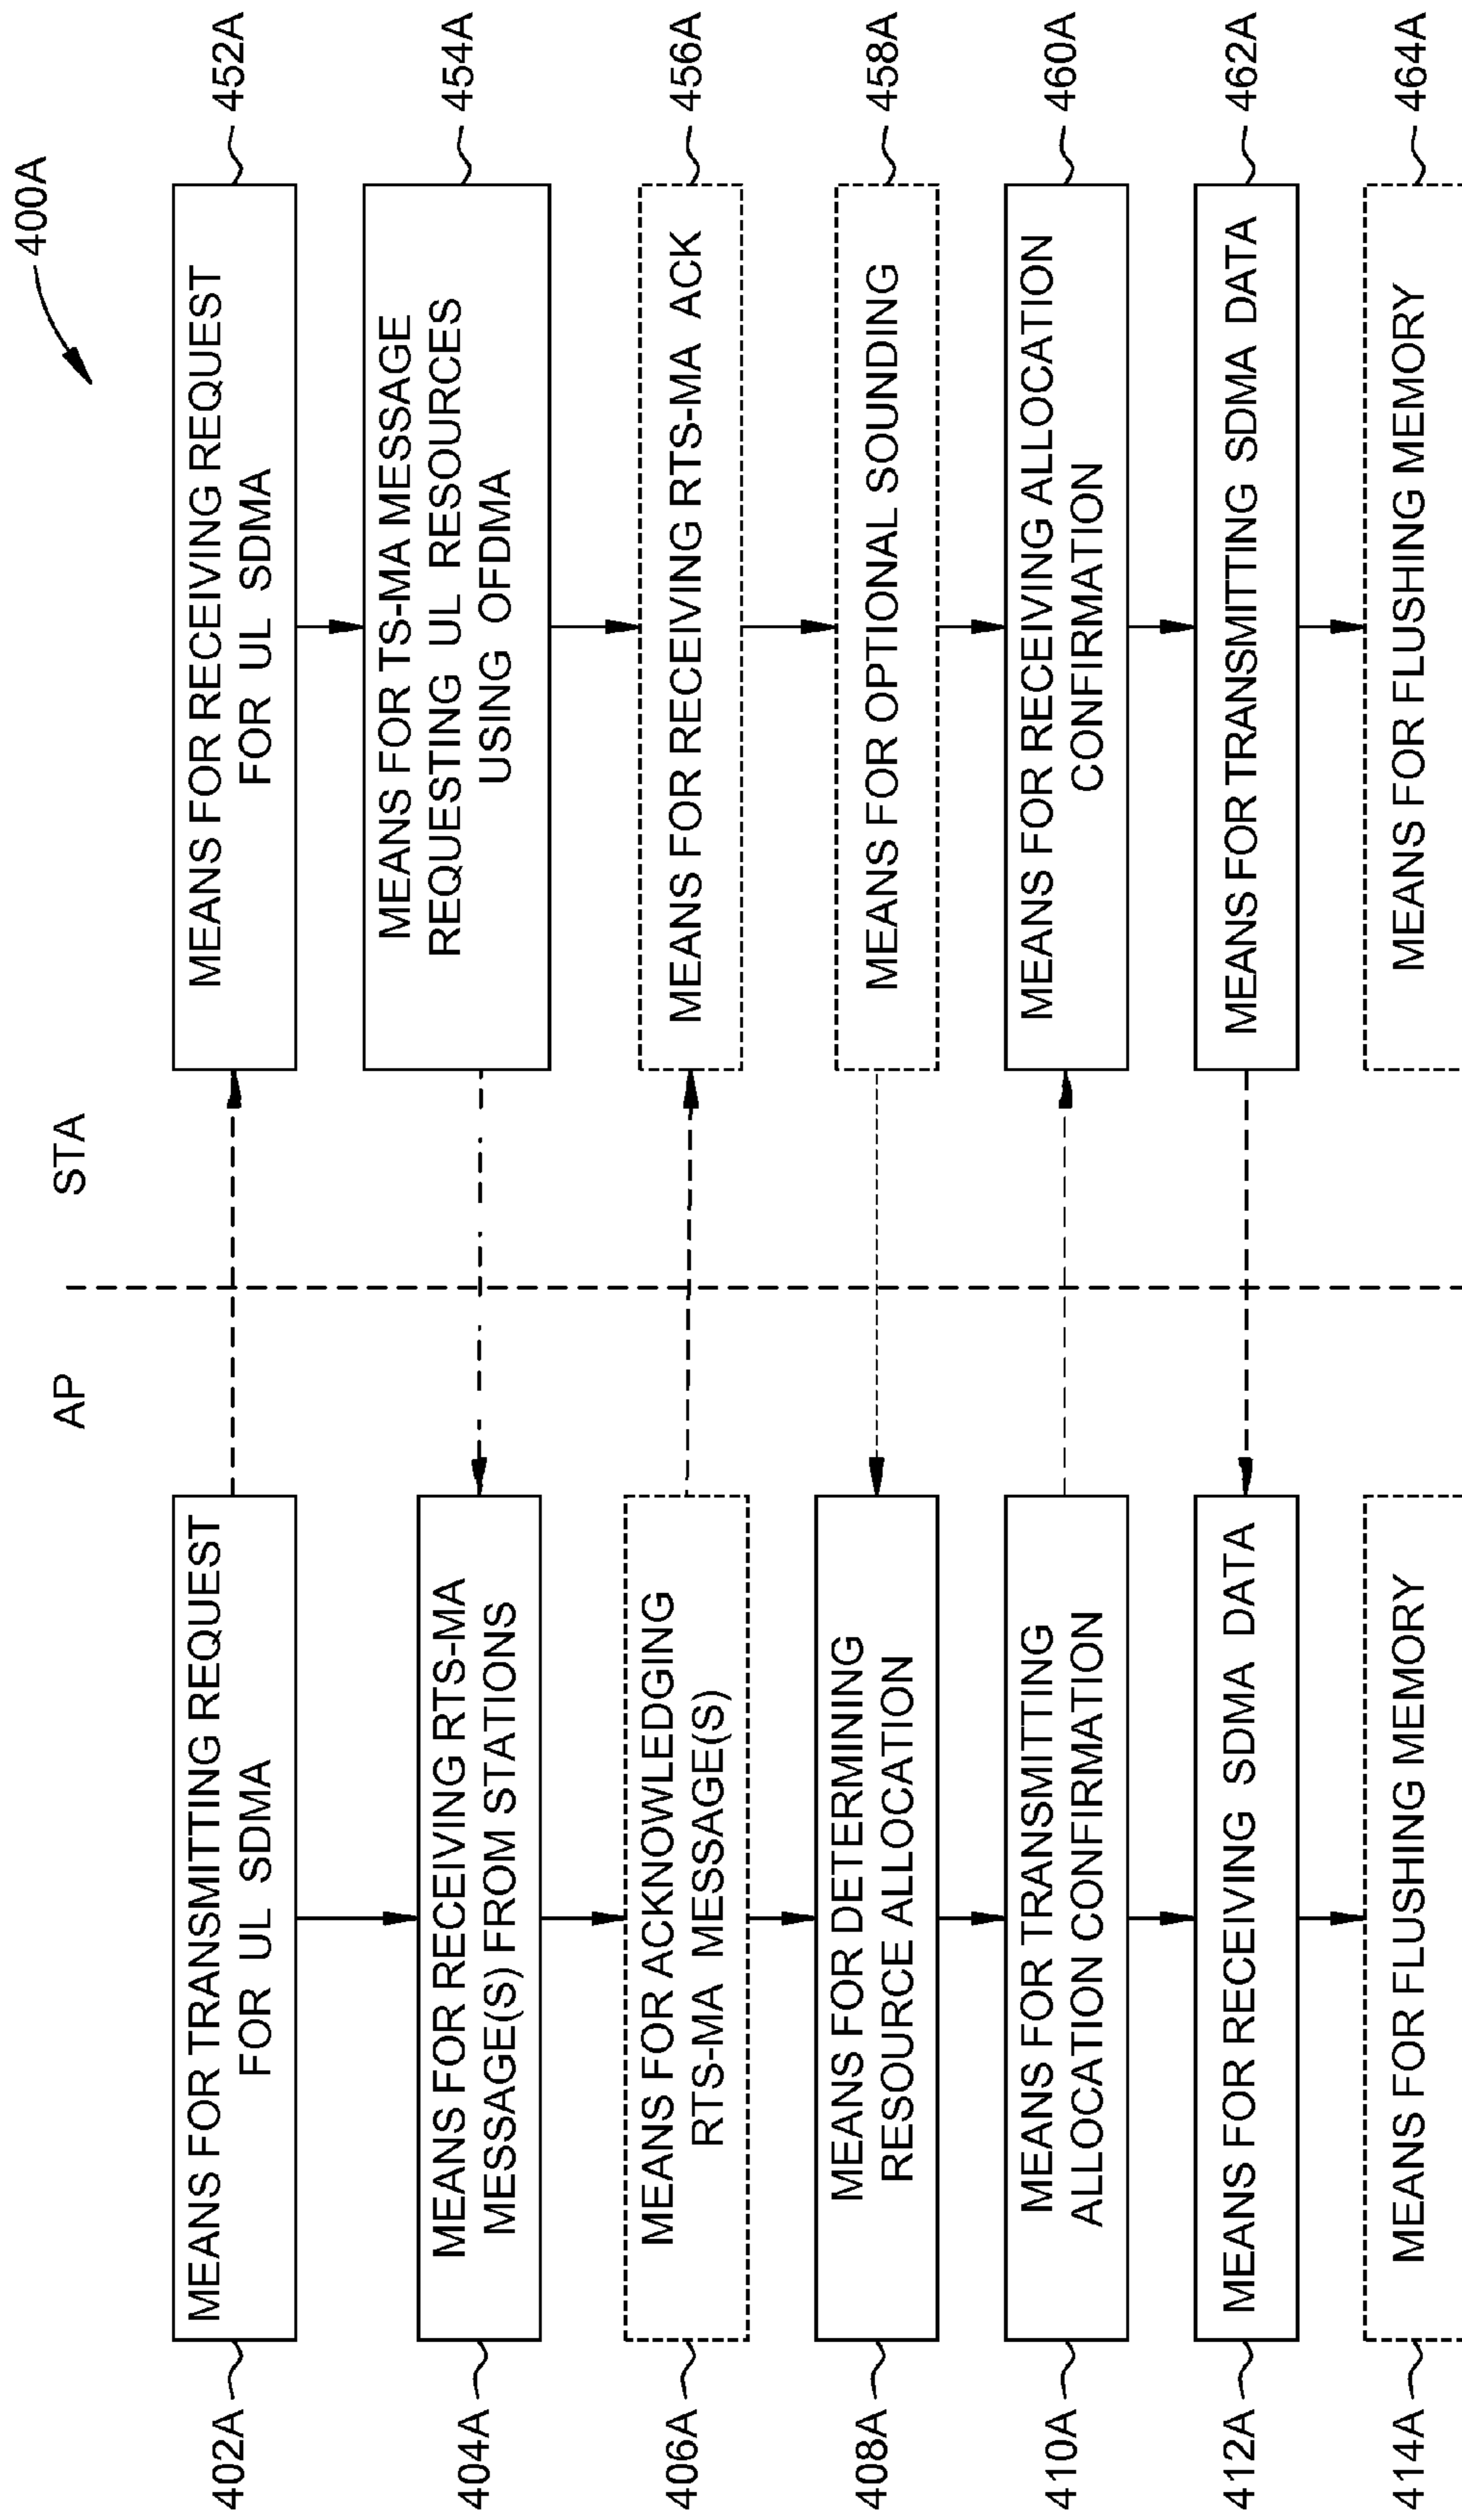 400A
AP
STA
402A
MEANS FOR TRANSMITTING REQUEST
FOR UL SDMA
MEANS FOR RECEIVING REQUEST
FOR UL SDMA
452A
404A
MEANS FOR RECEIVING RTS-MA
MESSAGE(S) FROM STATIONS
MEANS FOR TS-MA MESSAGE
REQUESTING UL RESOURCES
USING OFDMA
454A
406A
MEANS FOR ACKNOWLEDGING
RTS-MA MESSAGE(S)
MEANS FOR RECEIVING RTS-MA ACK
456A
408A
MEANS FOR DETERMINING
RESOURCE ALLOCATION
MEANS FOR OPTIONAL SOUNDING
458A
410A
MEANS FOR TRANSMITTING
ALLOCATION CONFIRMATION
MEANS FOR RECEIVING ALLOCATION
CONFIRMATION
460A
412A
MEANS FOR RECEIVING SDMA DATA
MEANS FOR TRANSMITTING SDMA DATA
462A
414A
MEANS FOR FLUSHING MEMORY
MEANS FOR FLUSHING MEMORY
464A